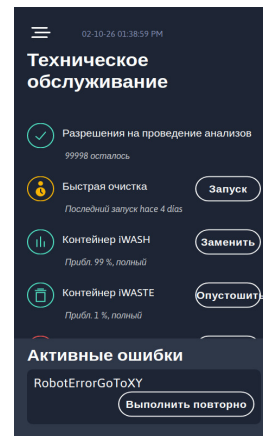 02-10-26 01:38:59 PM
Техническое
обслуживание
Разрешения на проведение анализов
99998 осталось
Быстрая очистка
Запуск
Последний запуск hace 4 días
Контейнер iWASH
Заменить
Прибл. 99 %, полный
Контейнер iWASTE
Опустошить
Прибл. 1 %, полный
Активные ошибки
RobotErrorGoToXY
Выполнить повторно